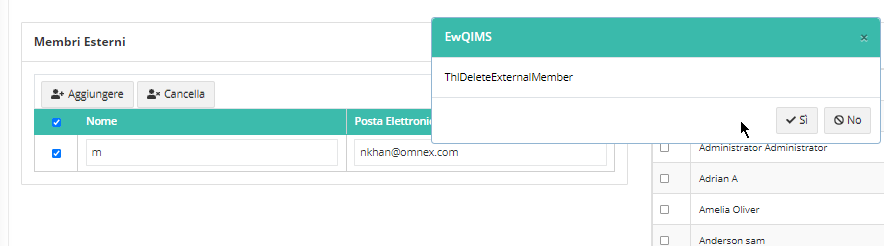 Membri Esterni
EwQIMS
×
ThlDeleteExternalMember
Sì
No
Aggiungere
Cancella
Nome
Posta Elettronic
m
nkhan@omnex.com
Administrator Administrator
Adrian A
Amelia Oliver
Anderson sam